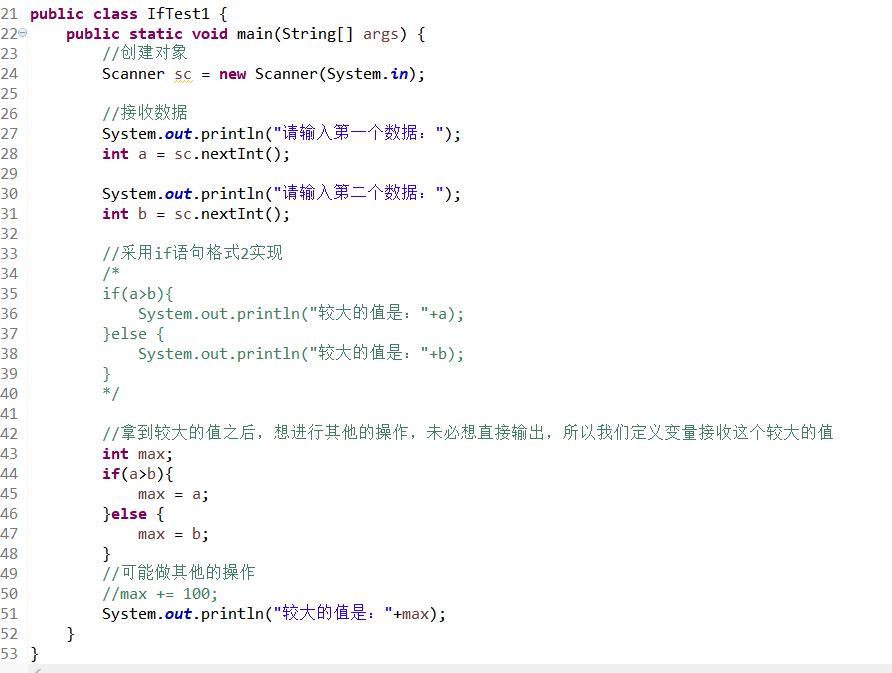 21 public class IfTest1 {
22     public static void main(String[] args) {
23         //创建对象
24         Scanner sc = new Scanner(System.in);
25
26         //接收数据
27         System.out.println("请输入第一个数据：");
28         int a = sc.nextInt();
29
30         System.out.println("请输入第二个数据：");
31         int b = sc.nextInt();
32
33         //采用if语句格式2实现
34         /*
35         if(a>b){
36             System.out.println("较大的值是："+a);
37         }else {
38             System.out.println("较大的值是："+b);
39         }
40         */
41
42         //拿到较大的值之后，想进行其他的操作，未必想直接输出，所以我们定义变量接收这个较大的值
43         int max;
44         if(a>b){
45             max = a;
46         }else {
47             max = b;
48         }
49         //可能做其他的操作
50         //max += 100;
51         System.out.println("较大的值是："+max);
52     }
53 }